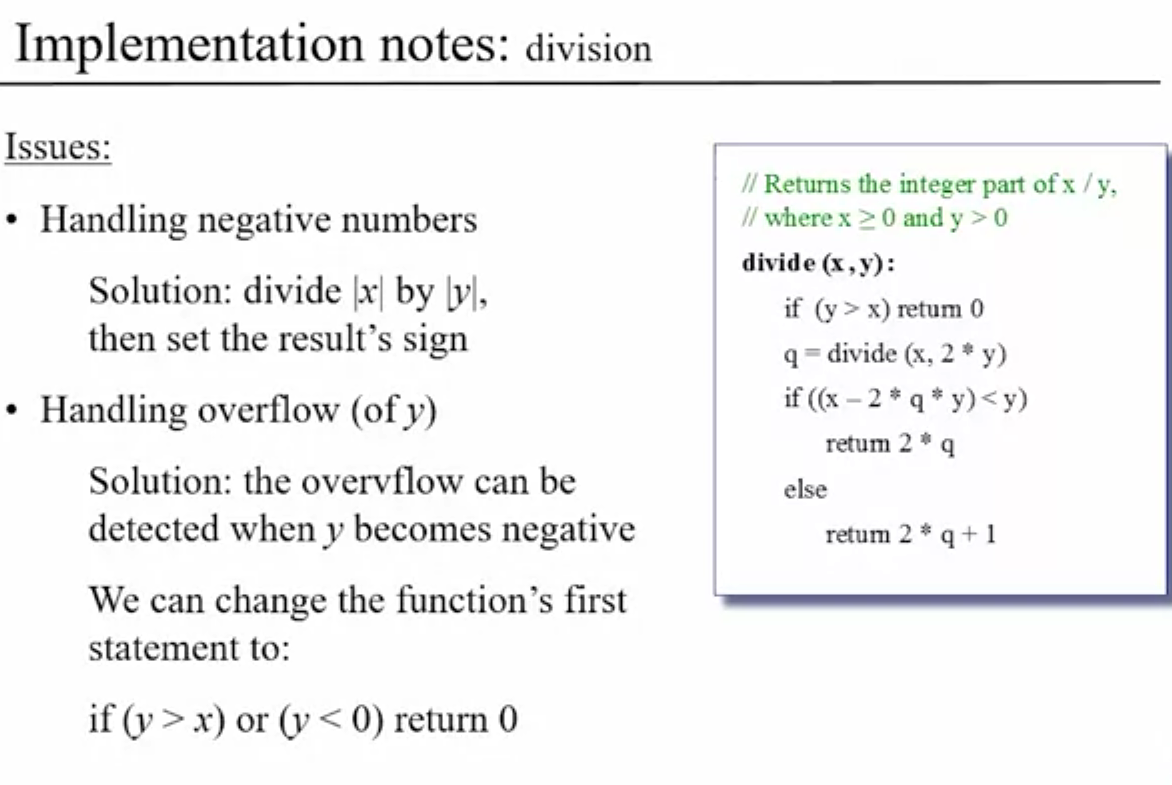 Implementation notes: division
Issues:
• Handling negative numbers
Solution: divide |x| by |y|,
then set the result's sign
• Handling overflow (of y)
Solution: the overvflow can be
detected when y becomes negative
We can change the function's first
statement to:
if (y > x) or (y < 0) return 0
// Returns the integer part of x / y,
// where x ≥ 0 and y > 0
divide (x, y):
if (y > x) return 0
q = divide (x, 2 * y)
if ((x – 2 * q * y) < y)
return 2 * q
else
return 2 * q + 1